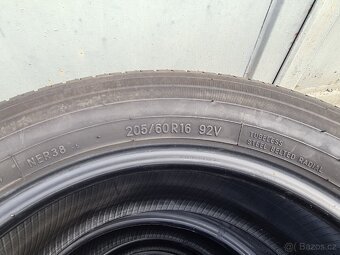 205/60R16 92V
TUBELESS
STEEL BELTED RADIAL
NER38
bazos.cz